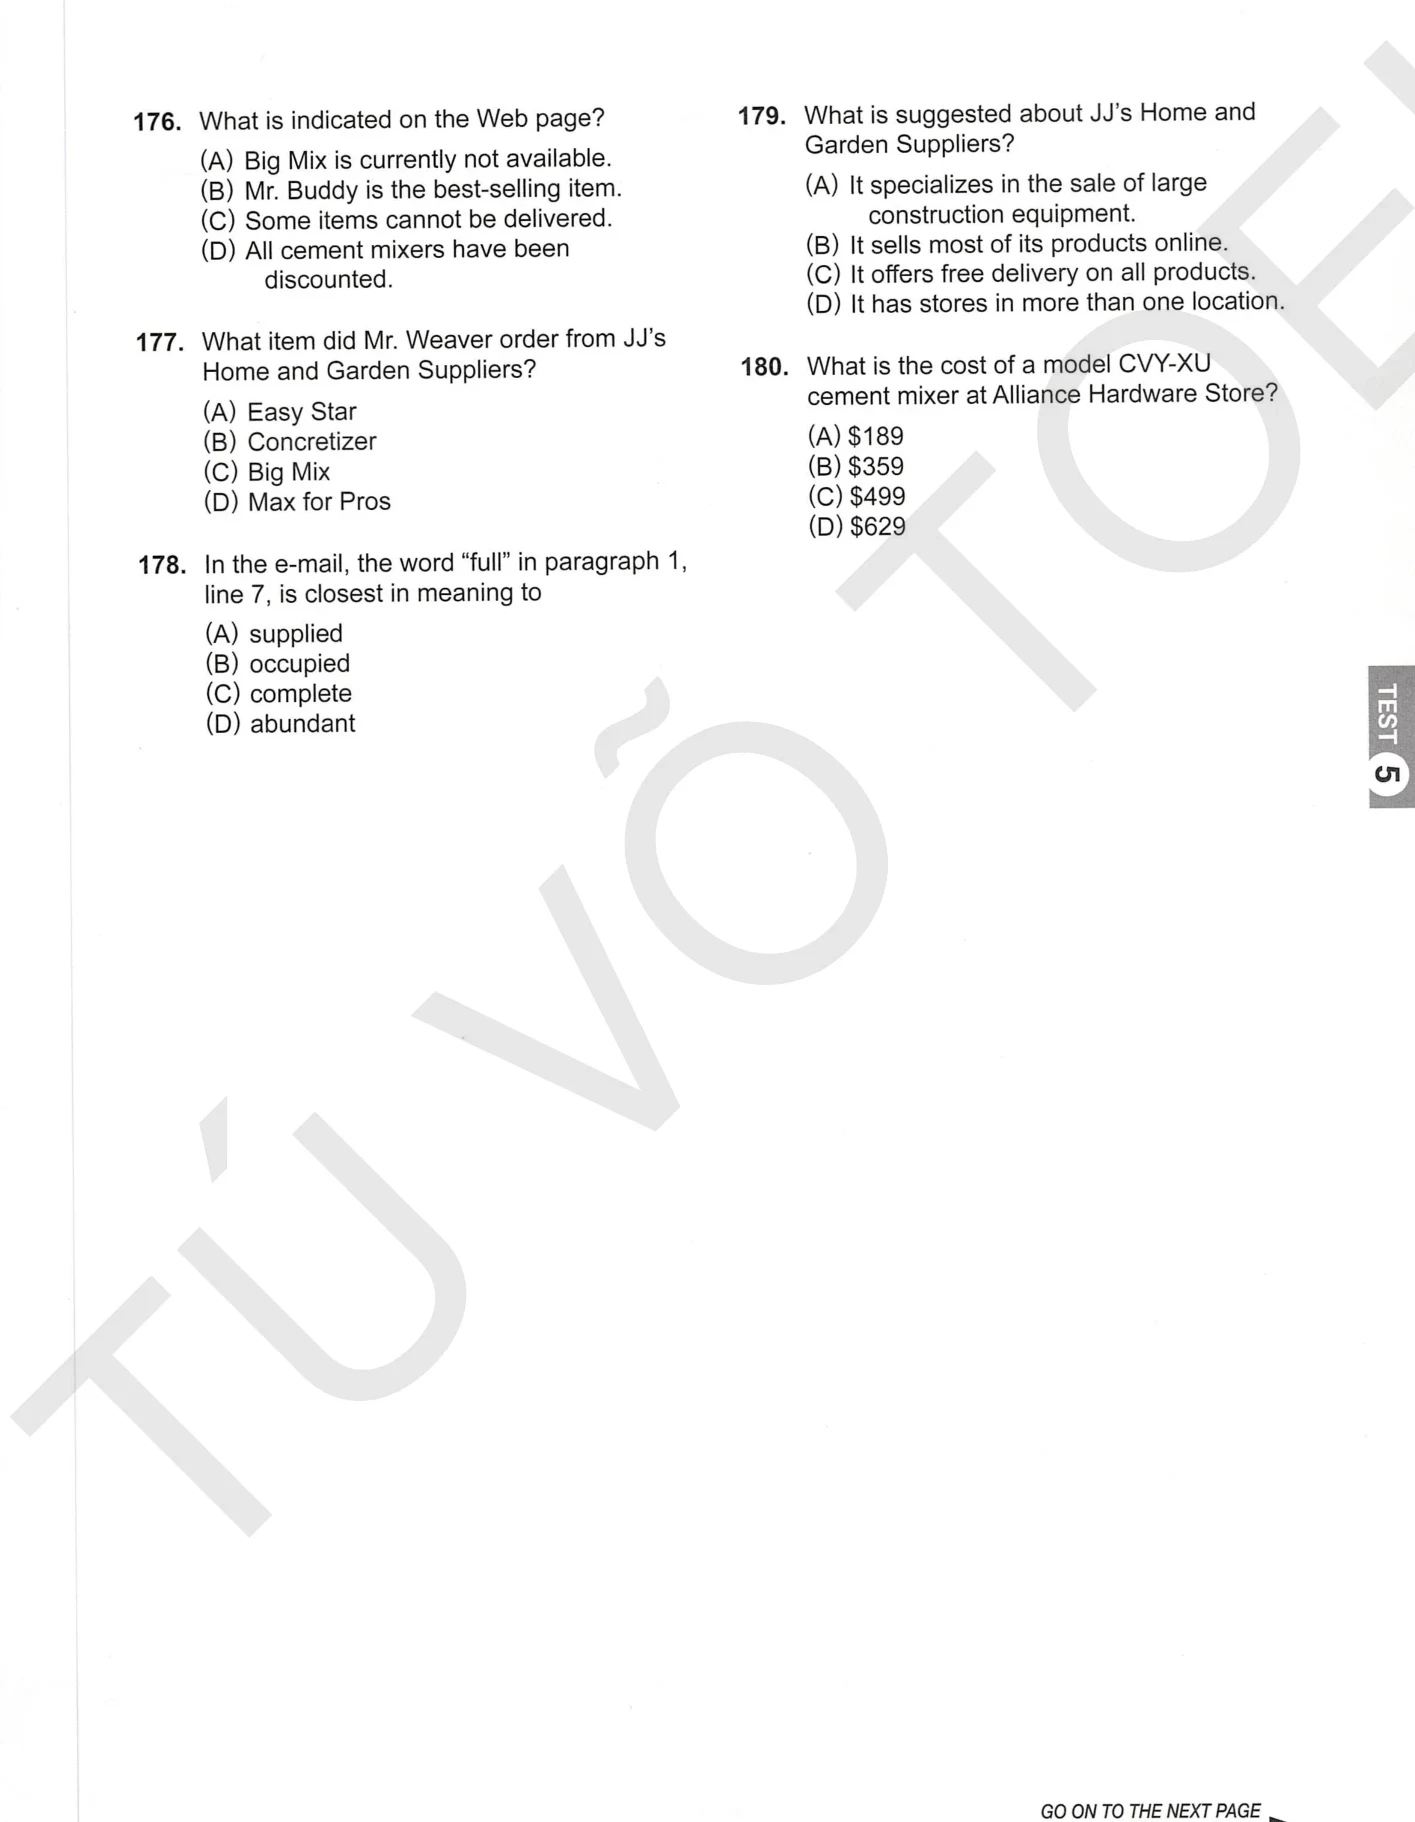 176. What is indicated on the Web page?
(A) Big Mix is currently not available.
(B) Mr. Buddy is the best-selling item.
(C) Some items cannot be delivered.
(D) All cement mixers have been
discounted.
177. What item did Mr. Weaver order from JJ's
Home and Garden Suppliers?
(A) Easy Star
(B) Concretizer
(C) Big Mix
(D) Max for Pros
178. In the e-mail, the word “full” in paragraph 1,
line 7, is closest in meaning to
(A) supplied
(B) occupied
(C) complete
(D) abundant
179. What is suggested about JJ's Home and
Garden Suppliers?
(A) It specializes in the sale of large
construction equipment.
(B) It sells most of its products online.
(C) It offers free delivery on all products.
(D) It has stores in more than one location.
180. What is the cost of a model CVY-XU
cement mixer at Alliance Hardware Store?
(A) $189
(B) $359
(C) $499
(D) $629
TEST 5
TÚ VÕ TOE
GO ON TO THE NEXT PAGE